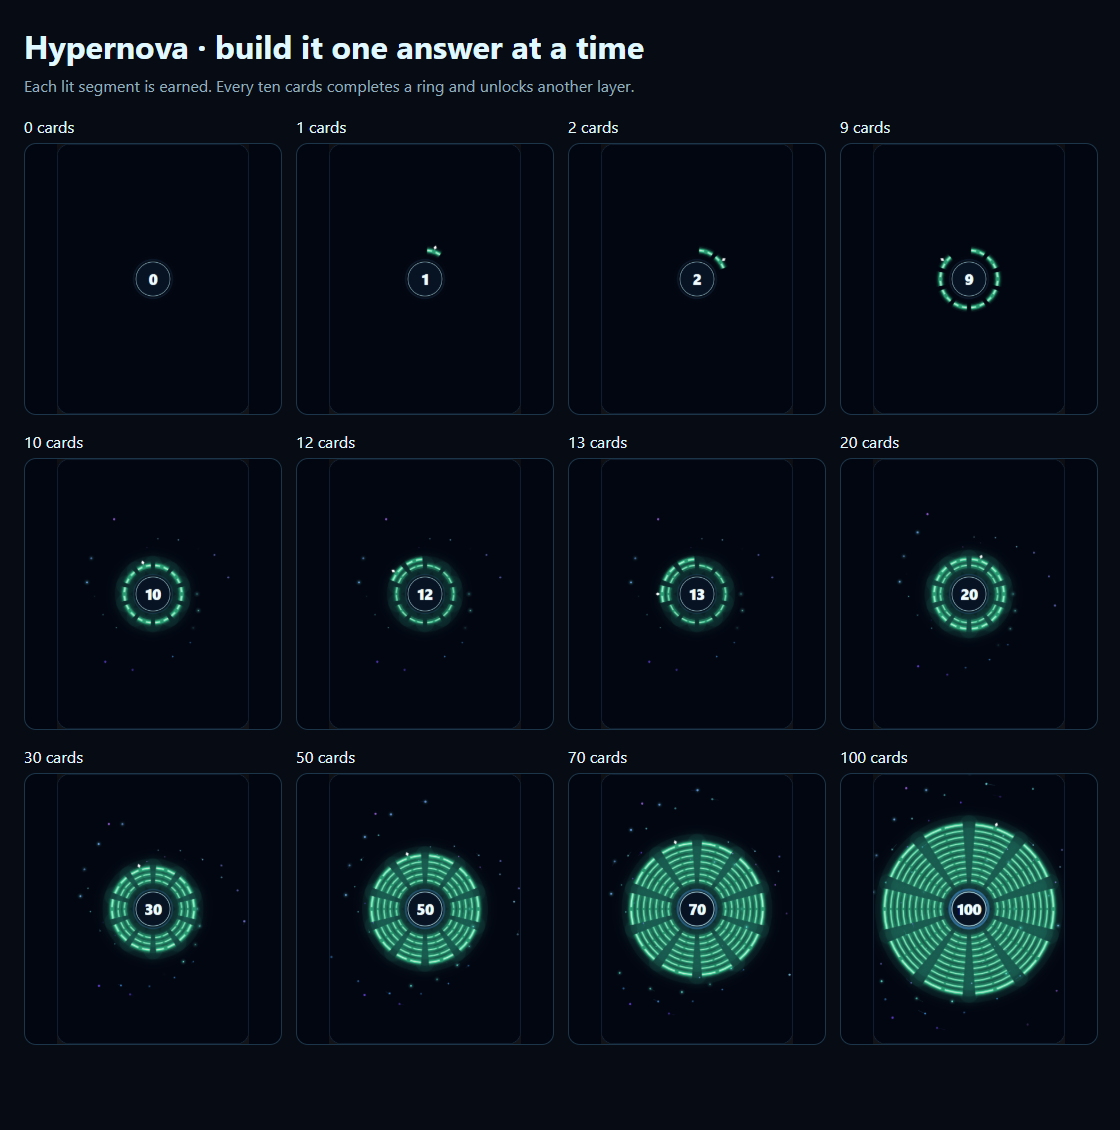 Hypernova · build it one answer at a time
Each lit segment is earned. Every ten cards completes a ring and unlocks another layer.
0 cards
1 cards
2 cards
9 cards
0
1
2
9
10 cards
12 cards
13 cards
20 cards
10
12
13
20
30 cards
50 cards
70 cards
100 cards
30
50
70
100